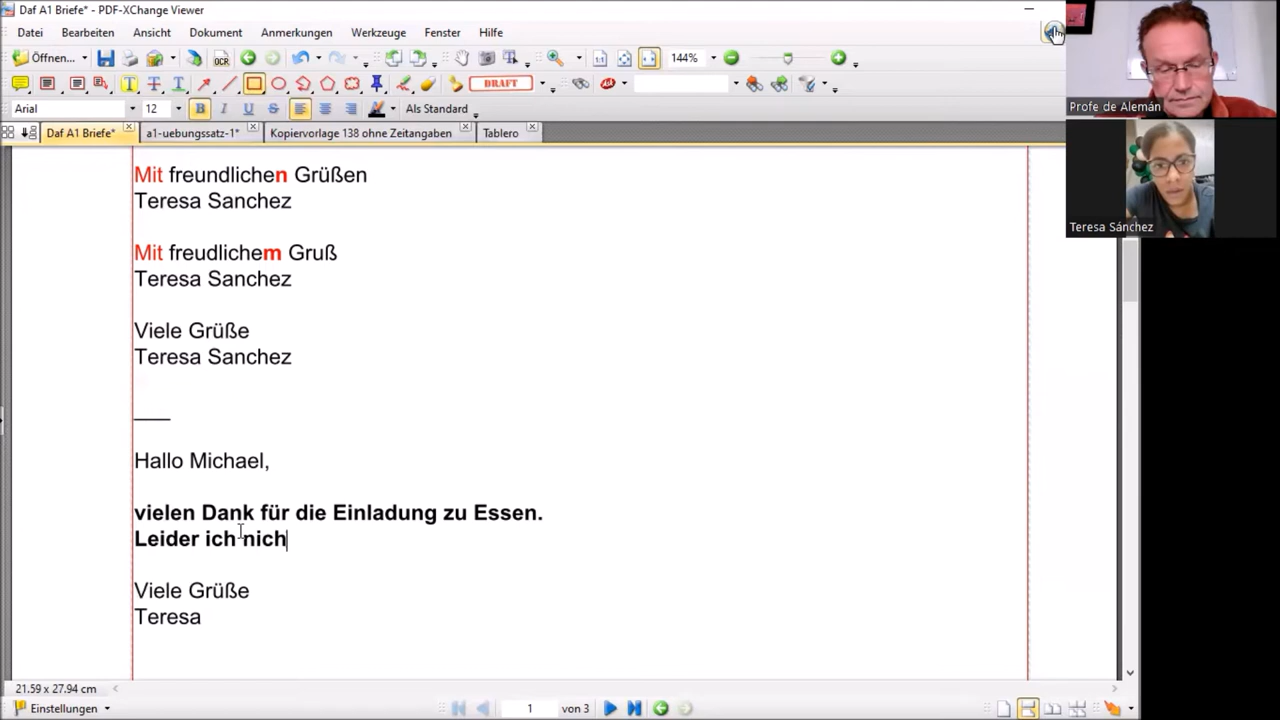 Daf A1 Briefe* - PDF-XChange Viewer
Datei Bearbeiten Ansicht Dokument Anmerkungen Werkzeuge Fenster Hilfe
Öffnen... OCR 1:1 144%
DRAFT
Arial 12 B I U Als Standard
Daf A1 Briefe* a1-uebungssatz-1* Kopiervorlage 138 ohne Zeitangaben Tablero
Profe de Alemán
Teresa Sánchez
Mit freundlichen Grüßen
Teresa Sanchez
Mit freudlichem Gruß
Teresa Sanchez
Viele Grüße
Teresa Sanchez
Hallo Michael,
vielen Dank für die Einladung zu Essen.
Leider ich nich
Viele Grüße
Teresa
21.59 x 27.94 cm
Einstellungen 1 von 3